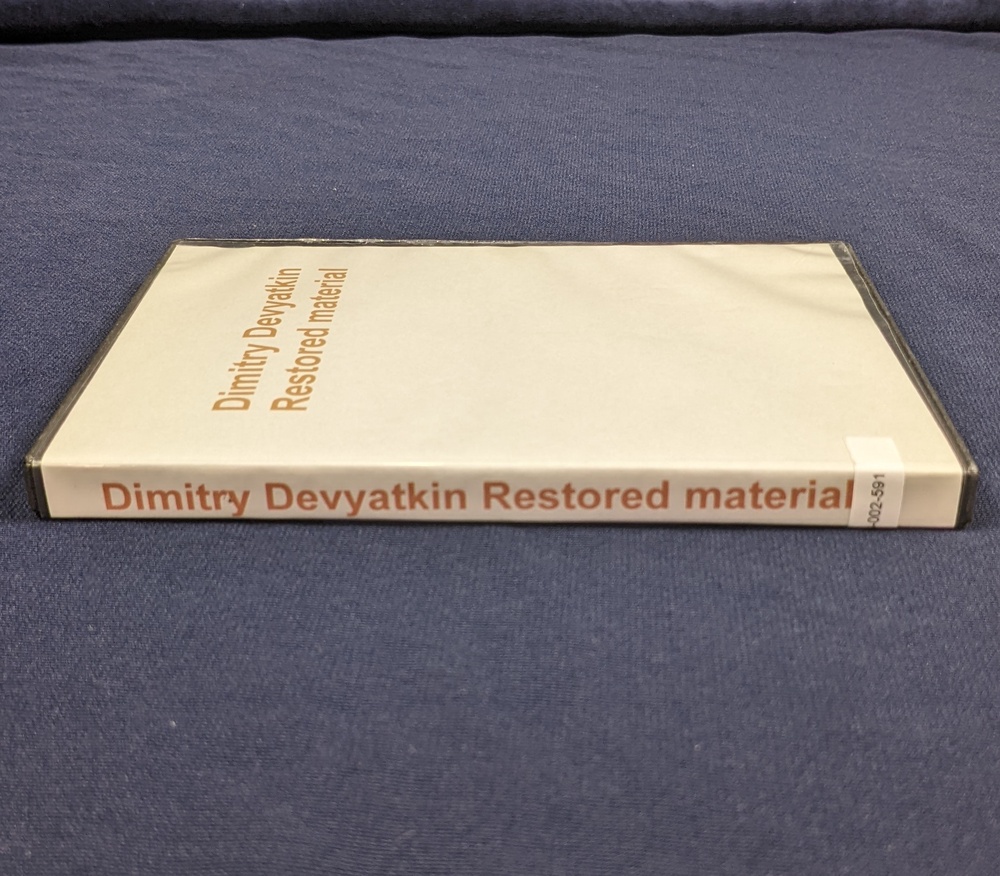 Dimitry Devyatkin
Restored material
Dimitry Devyatkin Restored material
-002-591